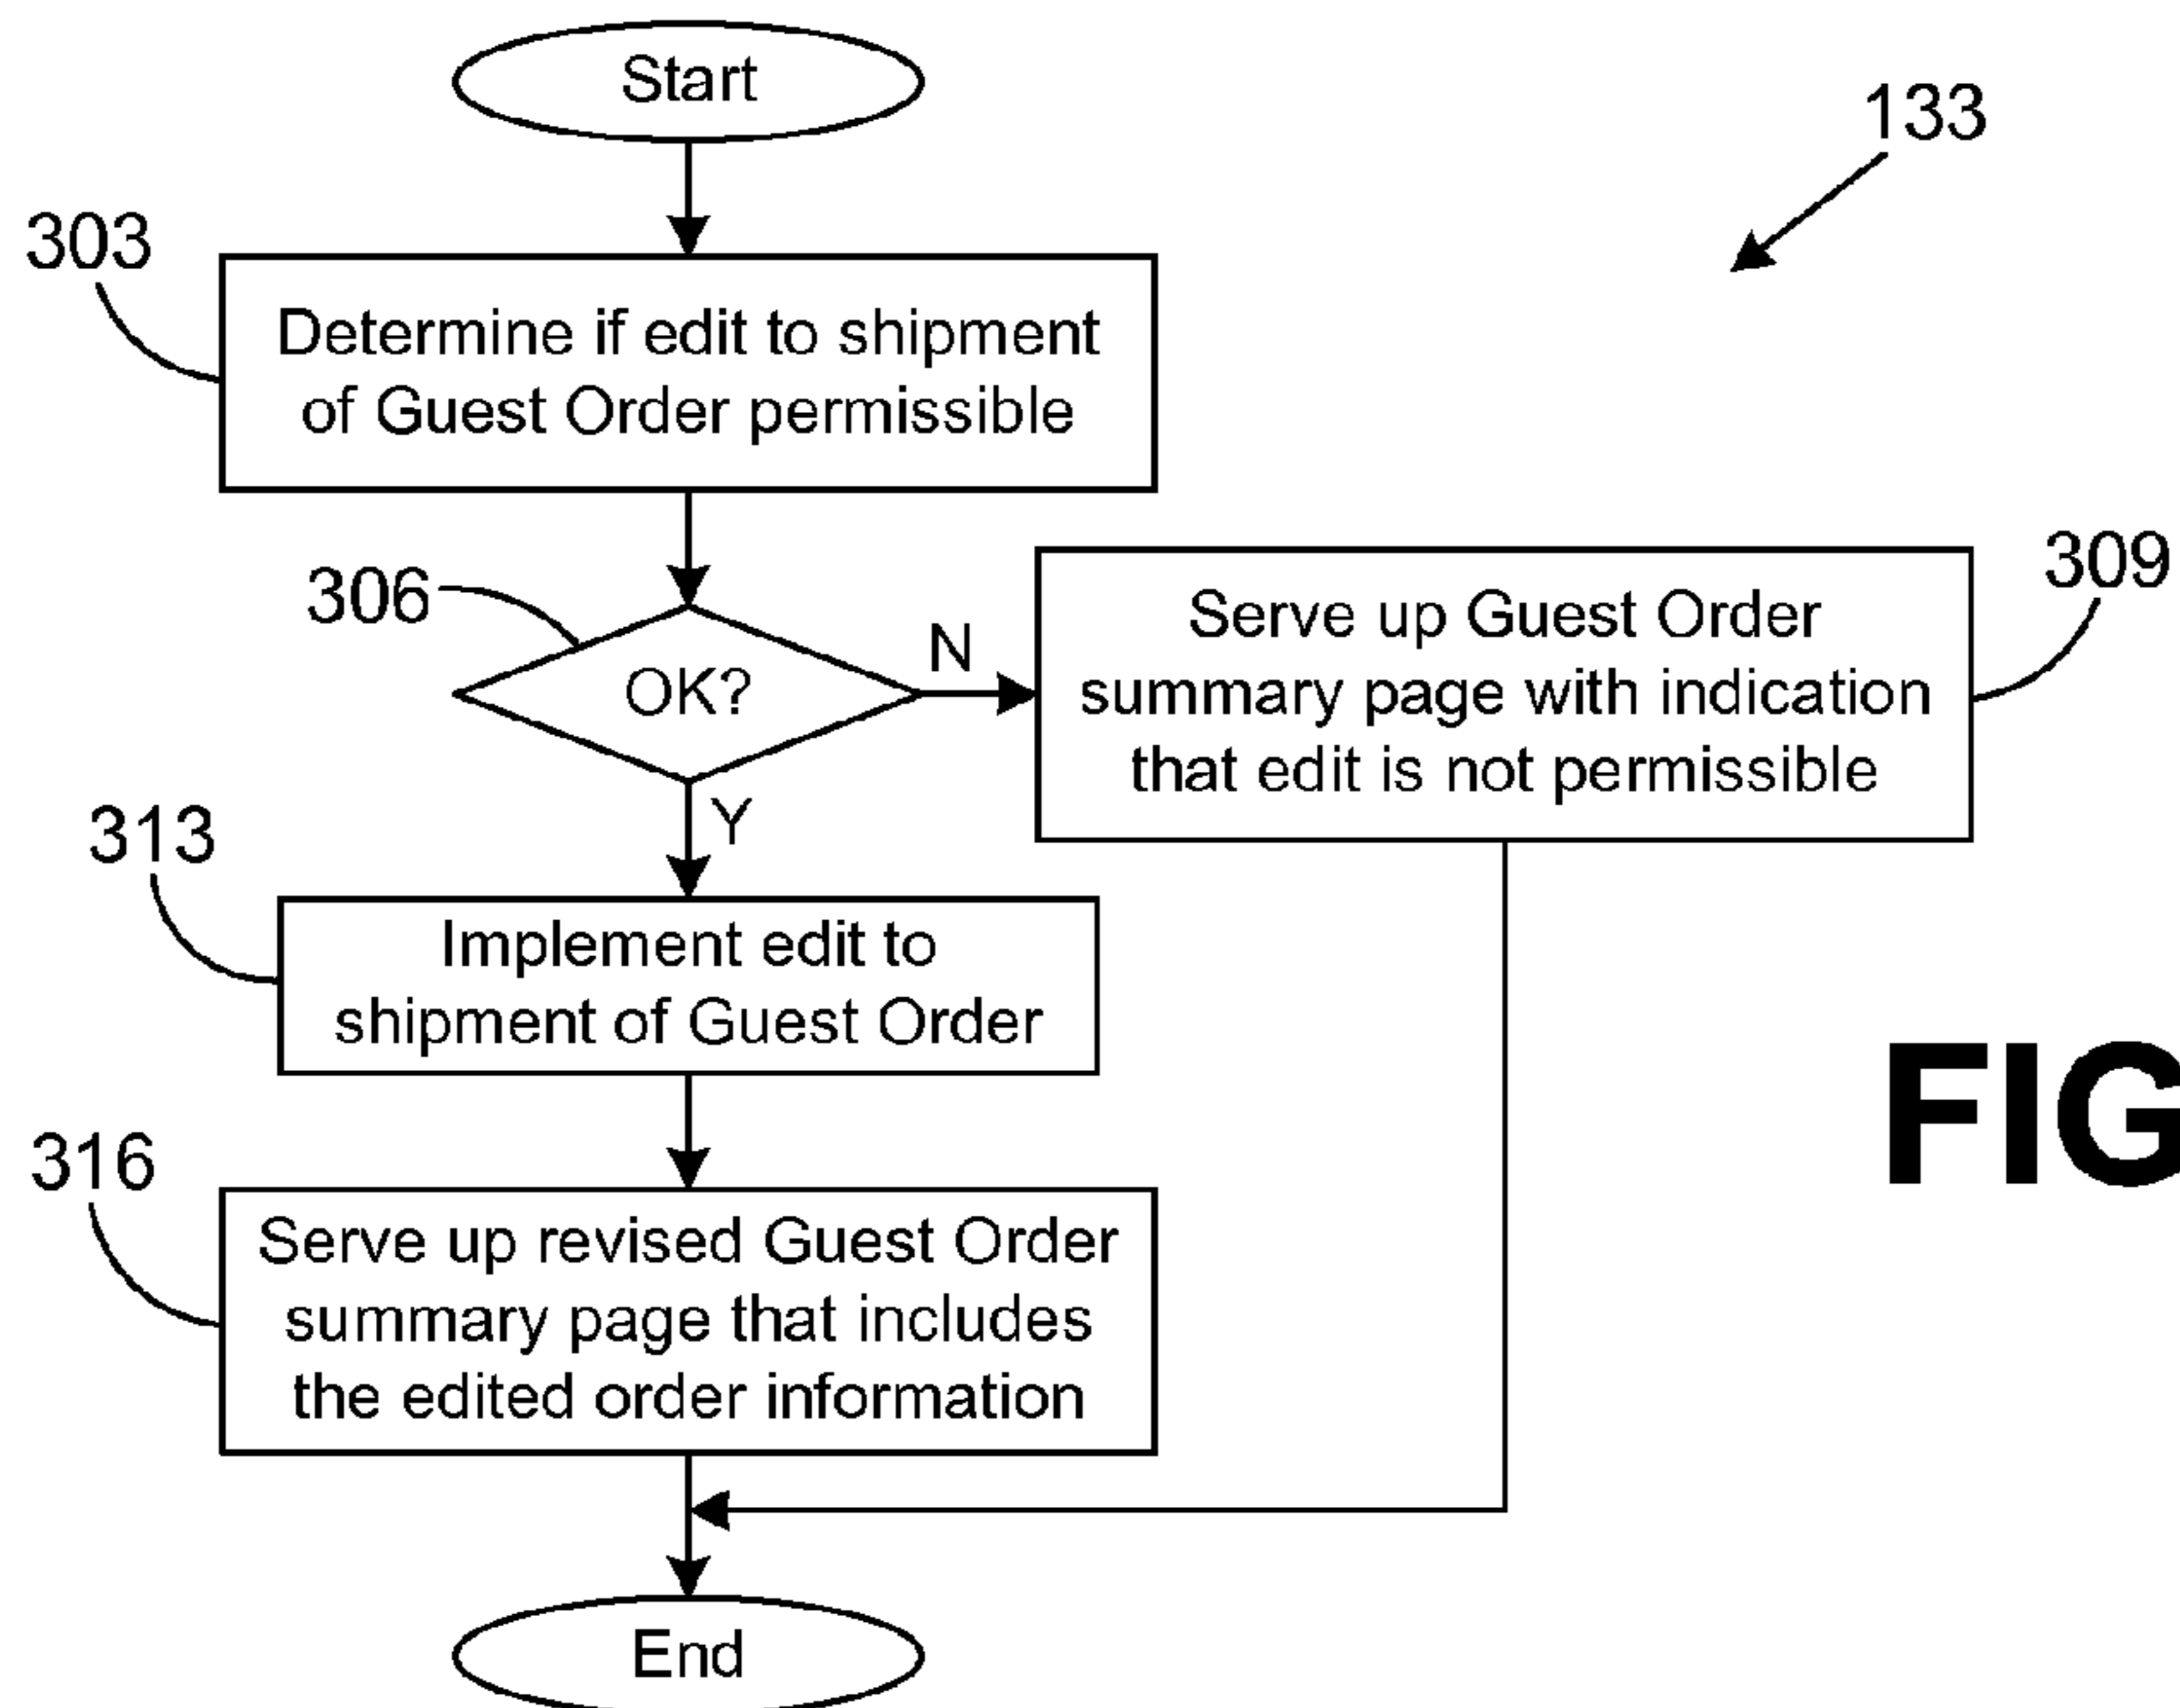 Start
133
303
Determine if edit to shipment
of Guest Order permissible
306
OK?
N
309
Serve up Guest Order
summary page with indication
that edit is not permissible
Y
313
Implement edit to
shipment of Guest Order
FIG
316
Serve up revised Guest Order
summary page that includes
the edited order information
End